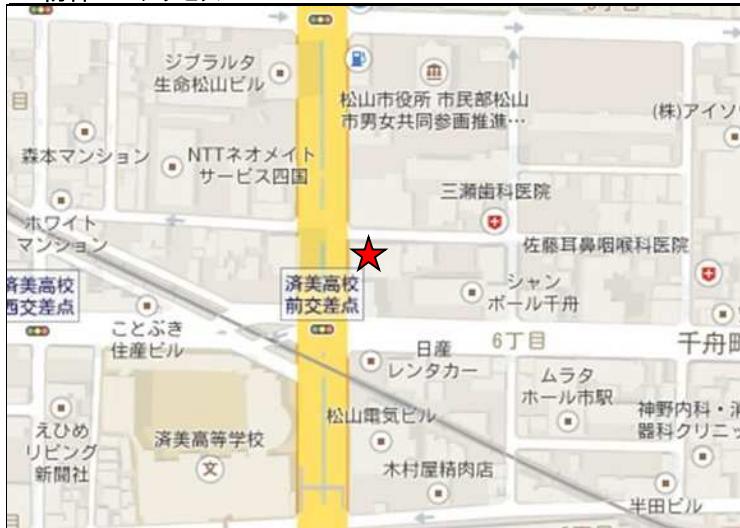 ジブラルタ
生命松山ビル
松山市役所 市民部松山
市男女共同参画推進…
(株)アイソ
森本マンション
NTTネオメイト
サービス四国
三瀬歯科医院
ホワイト
マンション
佐藤耳鼻咽喉科医院
済美高校
西交差点
済美高校
前交差点
シャン
ボール千舟
ことぶき
住産ビル
日産
レンタカー
6丁目
千舟町
ムラタ
ホール市駅
えひめ
リビング
新聞社
済美高等学校
文
松山電気ビル
神野内科・消
器科クリニッ
木村屋精肉店
半田ビル